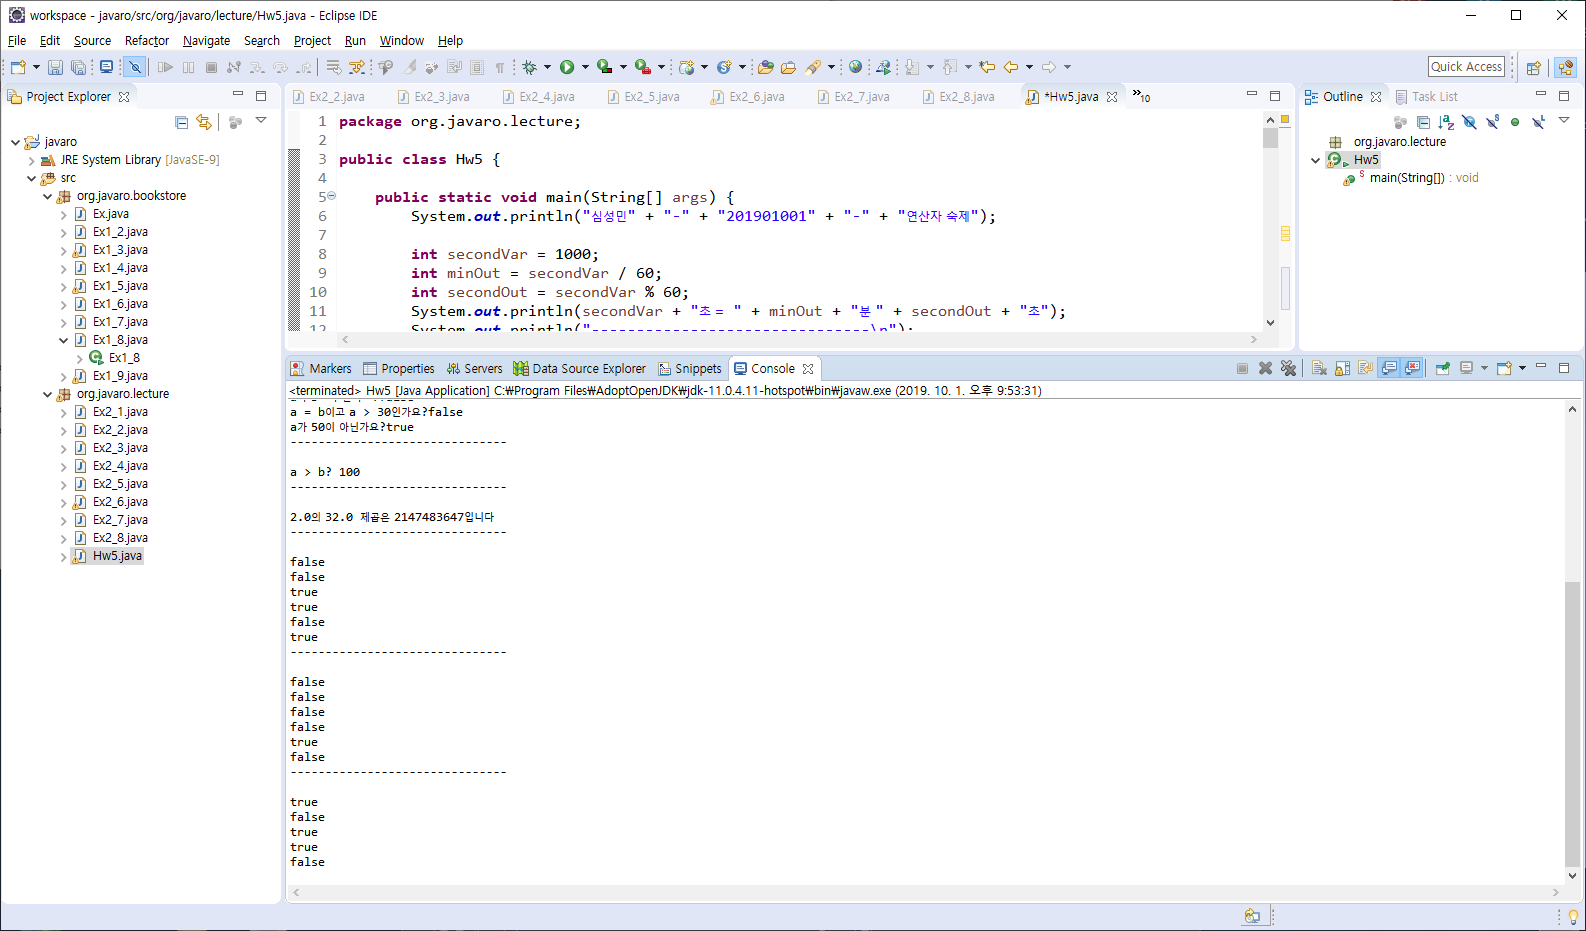 workspace - javaro/src/org/javaro/lecture/Hw5.java - Eclipse IDE
File Edit Source Refactor Navigate Search Project Run Window Help
Quick Access
Project Explorer
javaro
JRE System Library [JavaSE-9]
src
org.javaro.bookstore
Ex.java
Ex1_2.java
Ex1_3.java
Ex1_4.java
Ex1_5.java
Ex1_6.java
Ex1_7.java
Ex1_8.java
Ex1_8
Ex1_9.java
org.javaro.lecture
Ex2_1.java
Ex2_2.java
Ex2_3.java
Ex2_4.java
Ex2_5.java
Ex2_6.java
Ex2_7.java
Ex2_8.java
Hw5.java
Ex2_2.java Ex2_3.java Ex2_4.java Ex2_5.java Ex2_6.java Ex2_7.java Ex2_8.java *Hw5.java »10
1 package org.javaro.lecture;
2
3 public class Hw5 {
4
5 public static void main(String[] args) {
6 System.out.println("심성민" + "-" + "201901001" + "-" + "연산자 숙제");
7
8 int secondVar = 1000;
9 int minOut = secondVar / 60;
10 int secondOut = secondVar % 60;
11 System.out.println(secondVar + "초 = " + minOut + "분 " + secondOut + "초");
12 System.out.println("-------------------------------\n");
Outline Task List
org.javaro.lecture
Hw5
main(String[]) : void
Markers Properties Servers Data Source Explorer Snippets Console
<terminated> Hw5 [Java Application] C:₩Program Files₩AdoptOpenJDK₩jdk-11.0.4.11-hotspot₩bin₩javaw.exe (2019. 10. 1. 오후 9:53:31)
a = b이고 a > 30인가요?false
a가 50이 아닌가요?true
-------------------------------
a > b? 100
-------------------------------
2.0의 32.0 제곱은 2147483647입니다
-------------------------------
false
false
true
true
false
true
-------------------------------
false
false
false
false
true
false
-------------------------------
true
false
true
true
false